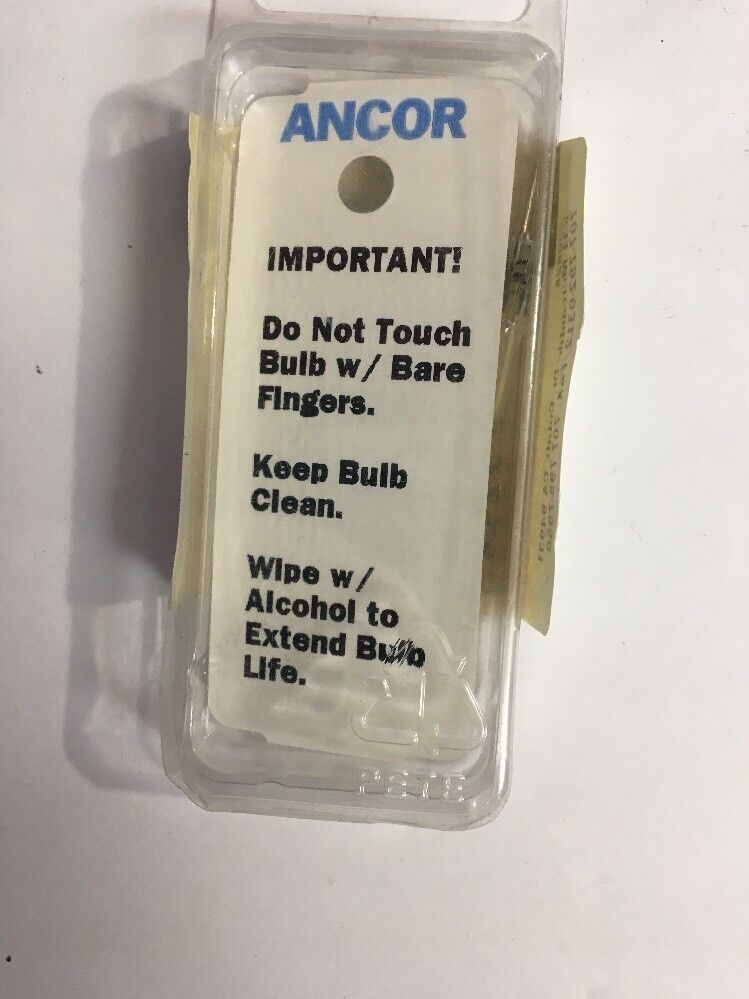 ANCOR
IMPORTANT!
Do Not Touch
Bulb w/ Bare
Fingers.
Keep Bulb
Clean.
Wipe w/
Alcohol to
Extend Bulb
Life.
PETE